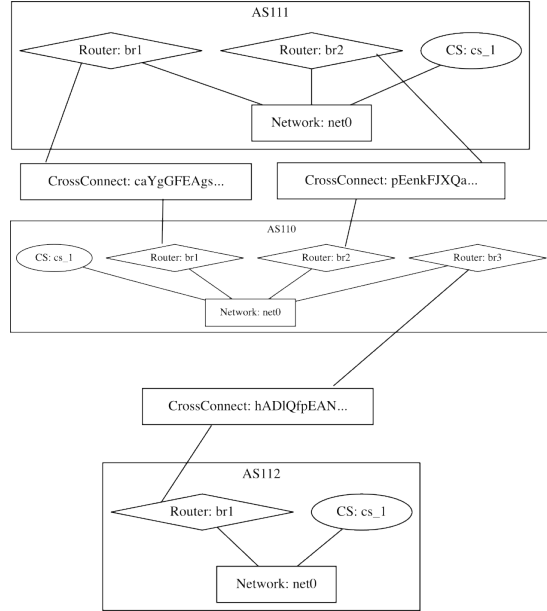 AS111
Router: br1
Router: br2
CS: cs_1
Network: net0
CrossConnect: caYgGFEAgs...
CrossConnect: pEenkFJXQa...
AS110
CS: cs_1
Router: br1
Router: br2
Router: br3
Network: net0
CrossConnect: hADlQfpEAN...
AS112
Router: br1
CS: cs_1
Network: net0